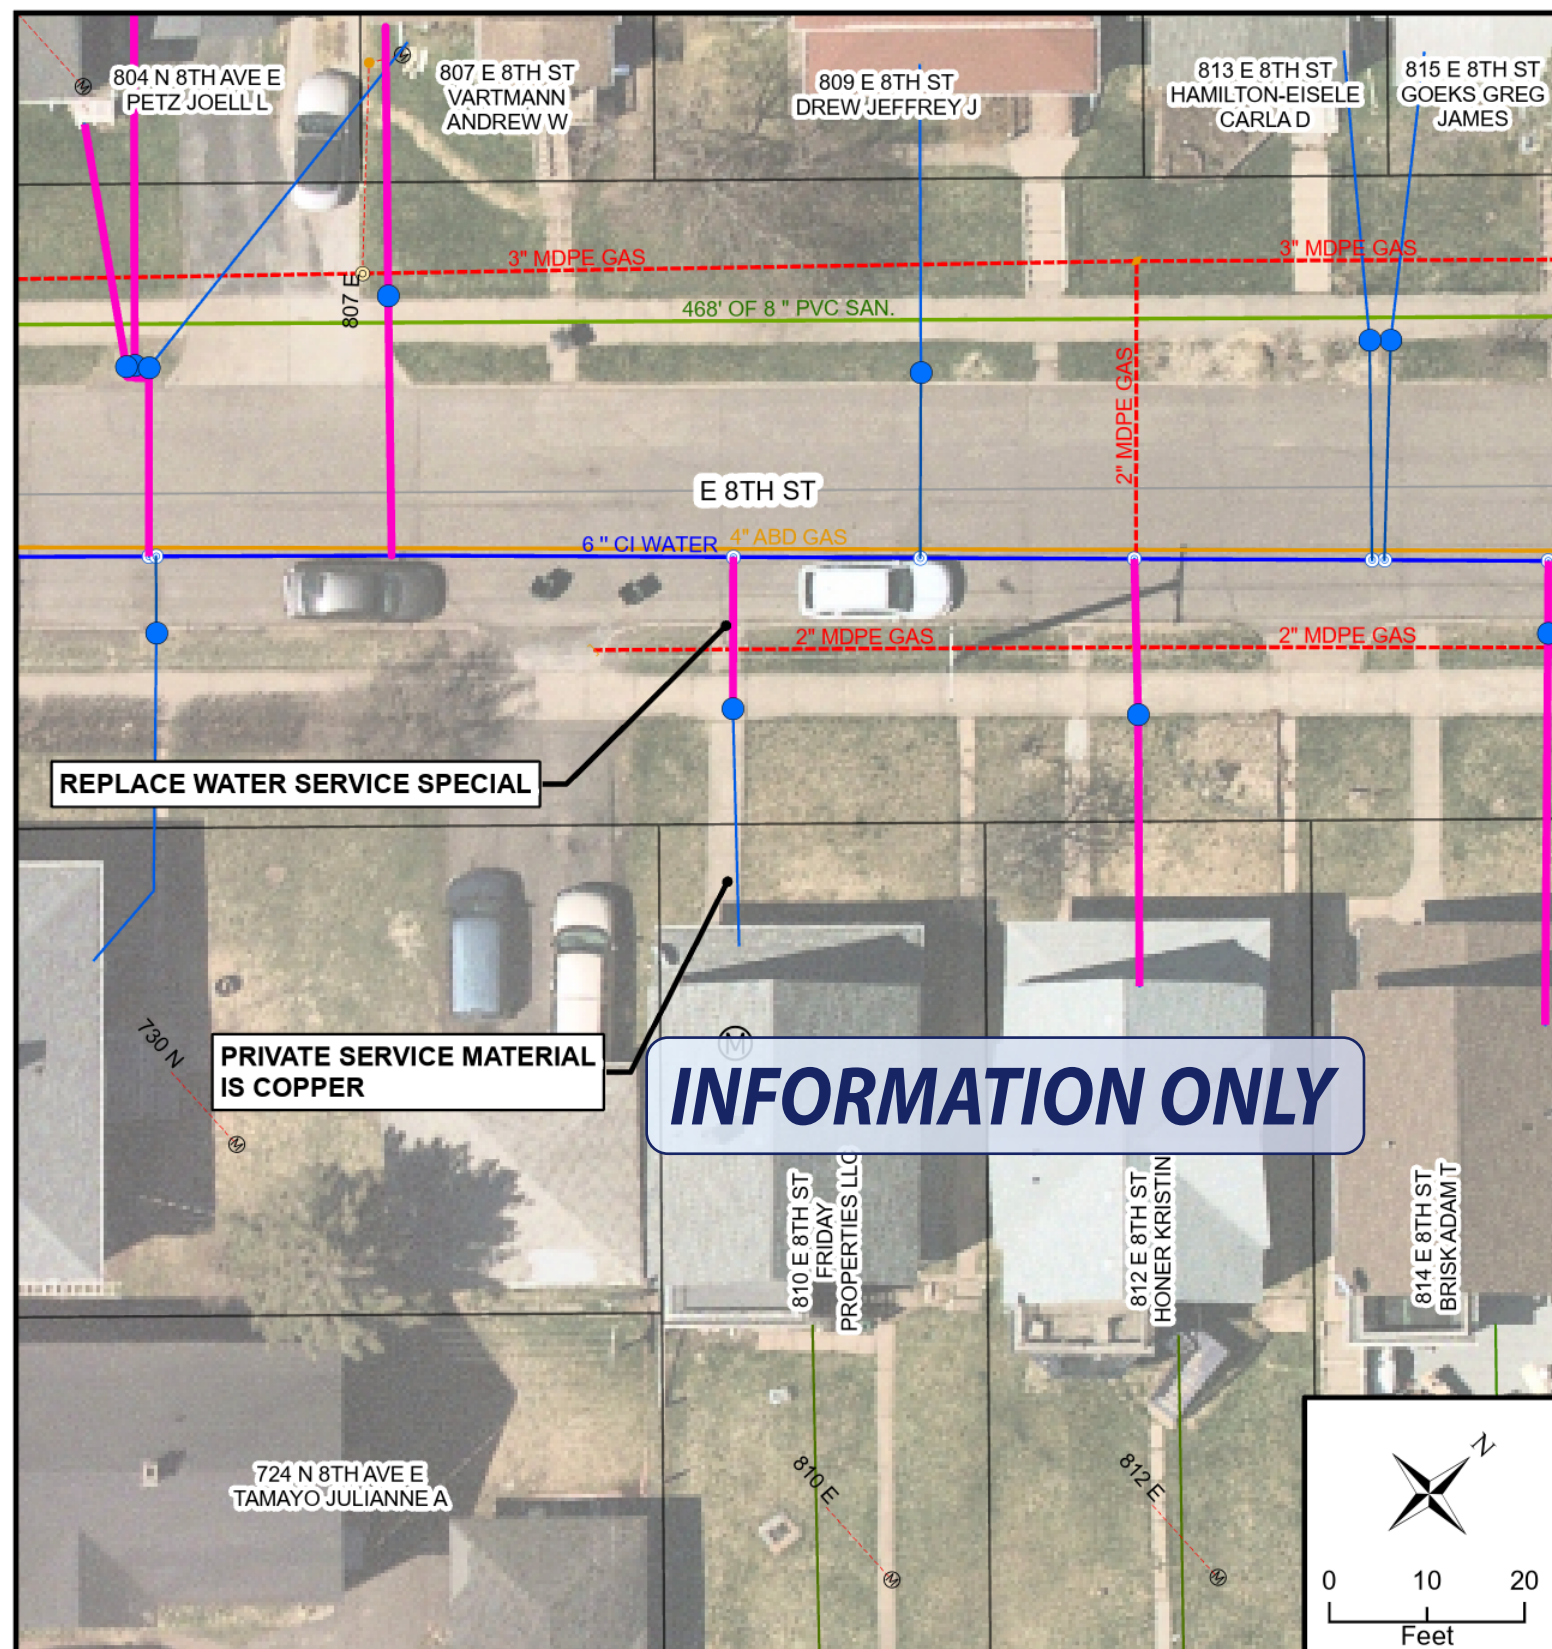 804 N 8TH AVE E
PETZ JOELL L
807 E 8TH ST
VARTMANN
ANDREW W
809 E 8TH ST
DREW JEFFREY J
813 E 8TH ST
HAMILTON-EISELE
CARLA D
815 E 8TH ST
GOEKS GREG
JAMES
M
M
3" MDPE GAS
3" MDPE GAS
807 E
468' OF 8 " PVC SAN.
2" MDPE GAS
E 8TH ST
6 " CI WATER
4" ABD GAS
2" MDPE GAS
2" MDPE GAS
REPLACE WATER SERVICE SPECIAL
730 N
M
PRIVATE SERVICE MATERIAL
IS COPPER
M
INFORMATION ONLY
810 E 8TH ST
FRIDAY
PROPERTIES LLC
812 E 8TH ST
HONER KRISTIN
814 E 8TH ST
BRISK ADAM T
724 N 8TH AVE E
TAMAYO JULIANNE A
810 E
M
812 E
M
N
0 10 20
Feet